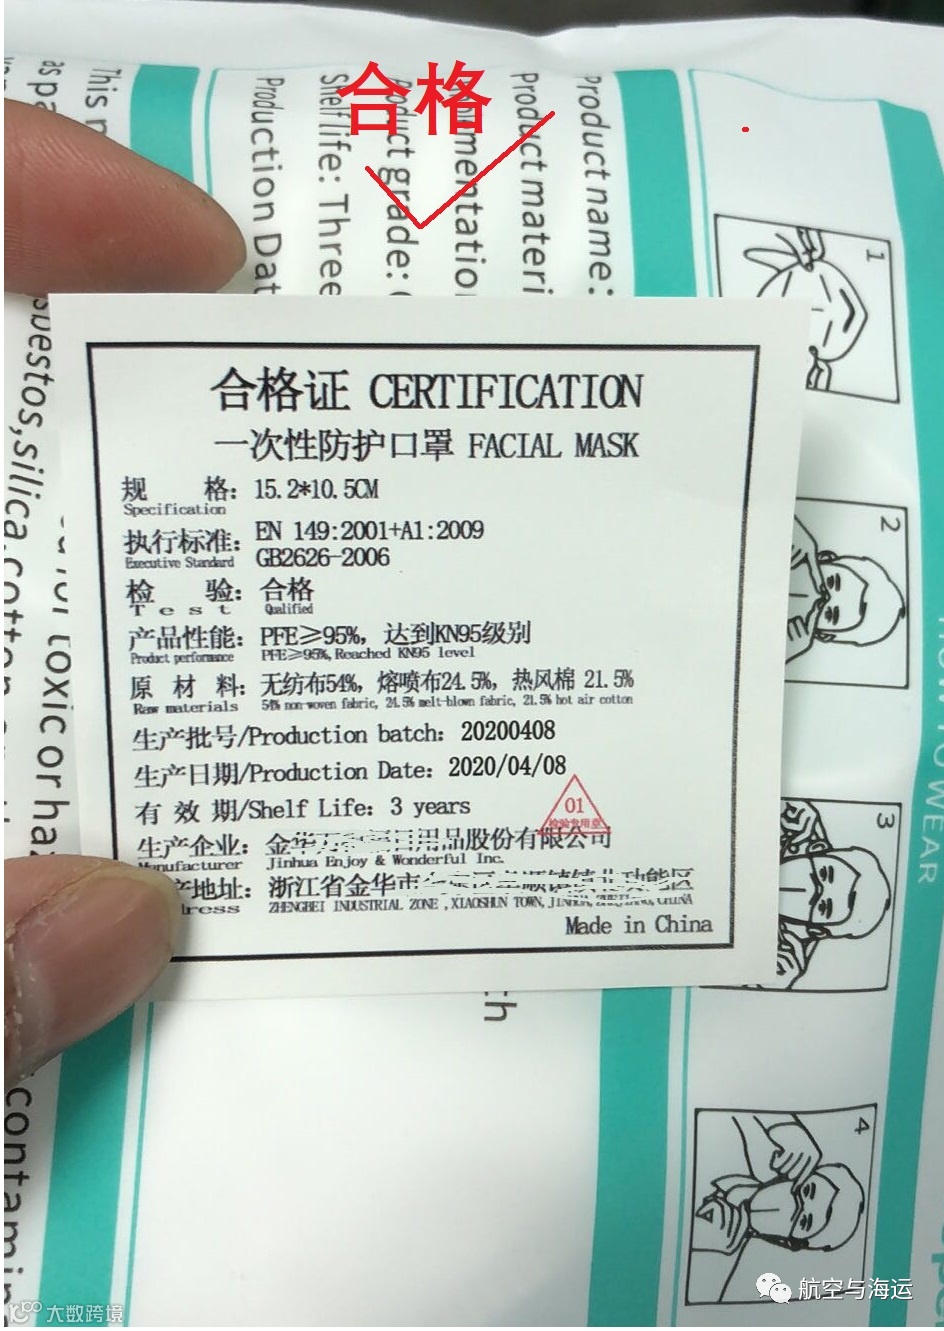 合格
Product name:
Product materi
Product grade:
Shelf life: Three
Production Dat
This
1
2
3
4
合格证 CERTIFICATION
一次性防护口罩 FACIAL MASK
规 格: 15.2*10.5CM
Specification
执行标准: EN 149:2001+A1:2009
Executive Standard GB2626-2006
检 验: 合格
Test Qualified
产品性能: PFE≥95%, 达到KN95级别
Product performance PFE≥95%, Reached KN95 level
原 材 料: 无纺布54%, 熔喷布24.5%, 热风棉 21.5%
Raw materials 54% non-woven fabric, 24.5% melt-blown fabric, 21.5% hot air cotton
生产批号/Production batch: 20200408
生产日期/Production Date: 2020/04/08
有 效 期/Shelf Life: 3 years
01
检验专用章
生产企业: 金华 日用品股份有限公司
Manufacturer Jinhua Enjoy & Wonderful Inc.
产地址: 浙江省金华市
ZHENGBEI INDUSTRIAL ZONE ,XIAOSHUN TOWN,
Made in China
sbestos,silica,cotton
toxic or ha
contamin
WEAR
航空与海运
大数跨境